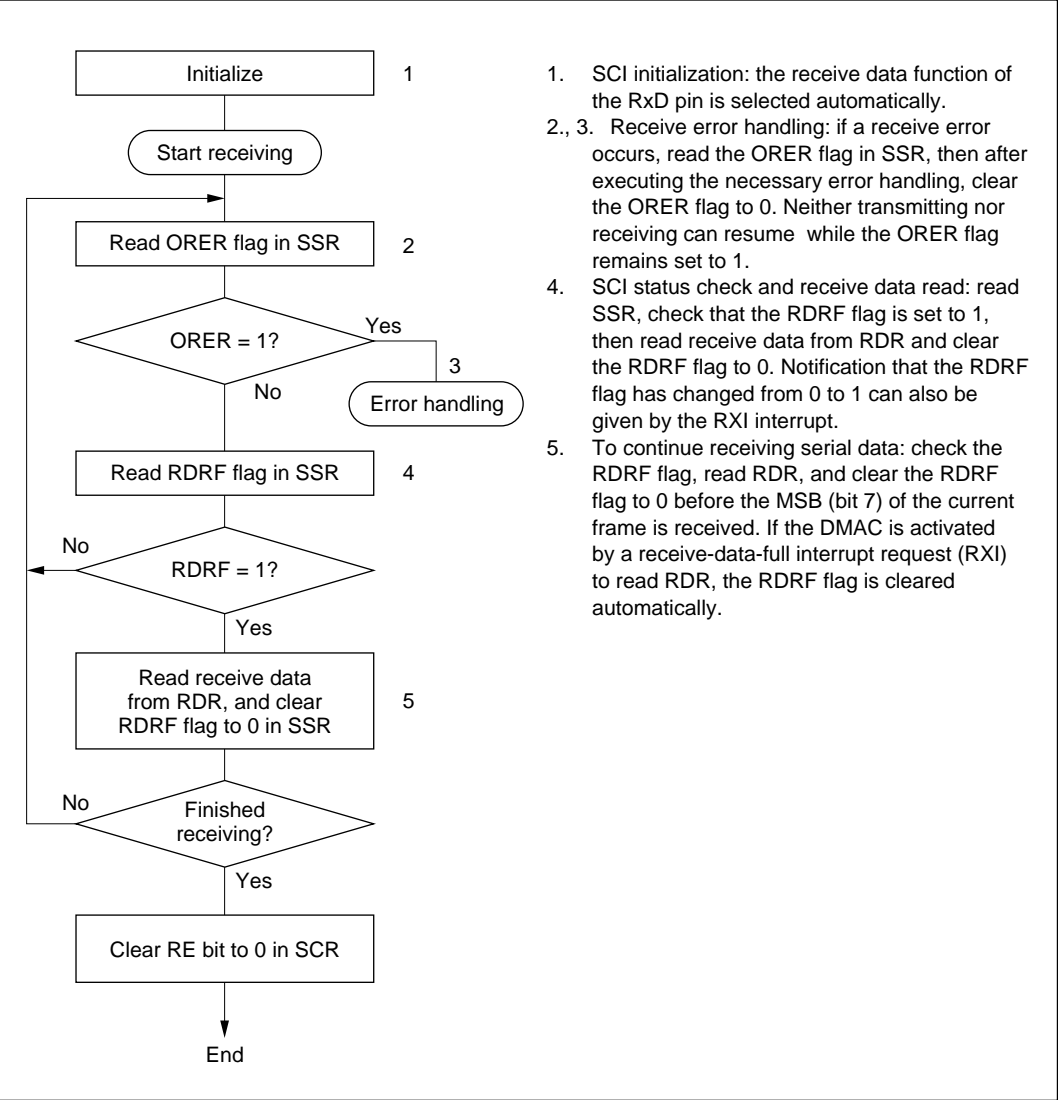 Initialize
1
Start receiving
Read ORER flag in SSR
2
ORER = 1?
Yes
3
No
Error handling
Read RDRF flag in SSR
4
No
RDRF = 1?
Yes
Read receive data
from RDR, and clear
RDRF flag to 0 in SSR
5
No
Finished
receiving?
Yes
Clear RE bit to 0 in SCR
End
1. SCI initialization: the receive data function of
the RxD pin is selected automatically.
2., 3. Receive error handling: if a receive error
occurs, read the ORER flag in SSR, then after
executing the necessary error handling, clear
the ORER flag to 0. Neither transmitting nor
receiving can resume while the ORER flag
remains set to 1.
4. SCI status check and receive data read: read
SSR, check that the RDRF flag is set to 1,
then read receive data from RDR and clear
the RDRF flag to 0. Notification that the RDRF
flag has changed from 0 to 1 can also be
given by the RXI interrupt.
5. To continue receiving serial data: check the
RDRF flag, read RDR, and clear the RDRF
flag to 0 before the MSB (bit 7) of the current
frame is received. If the DMAC is activated
by a receive-data-full interrupt request (RXI)
to read RDR, the RDRF flag is cleared
automatically.